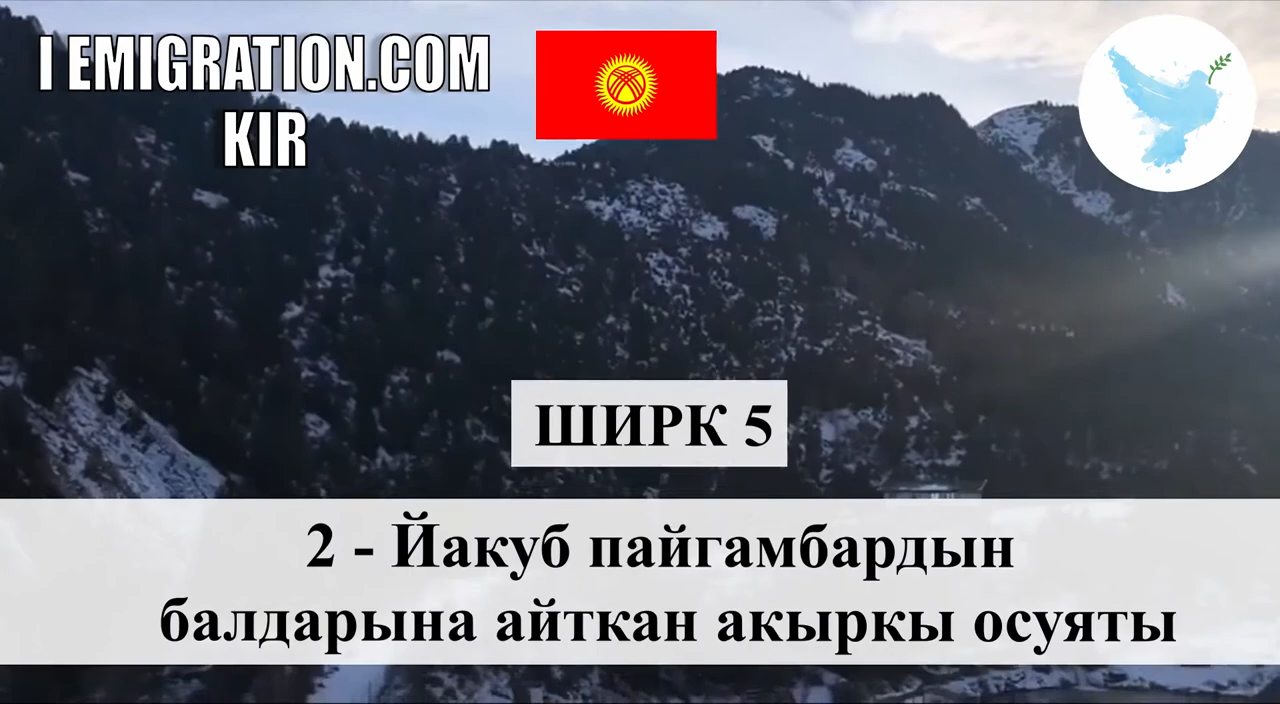 I EMIGRATION.COM
KIR
ШИРК 5
2 - Йакуб пайгамбардын
балдарына айткан акыркы осуяты